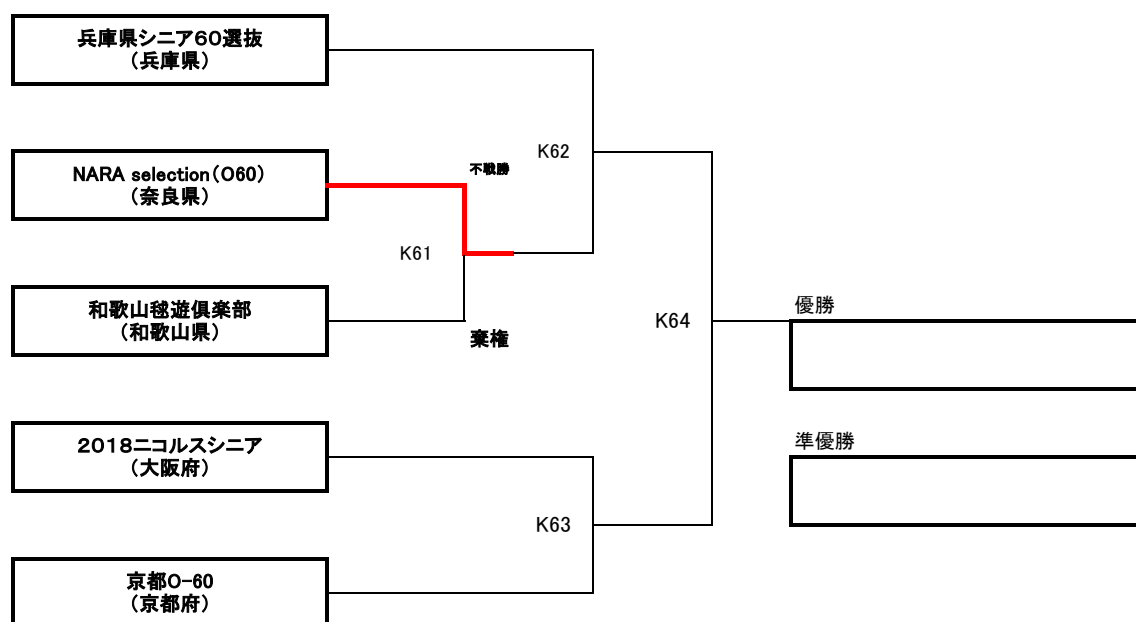 兵庫県シニア６０選抜
（兵庫県）
K62
NARA selection（O60）
（奈良県）
不戦勝
K61
和歌山毬遊倶楽部
（和歌山県）
棄権
K64
優勝
２０１８ニコルスシニア
（大阪府）
準優勝
K63
京都O-60
（京都府）